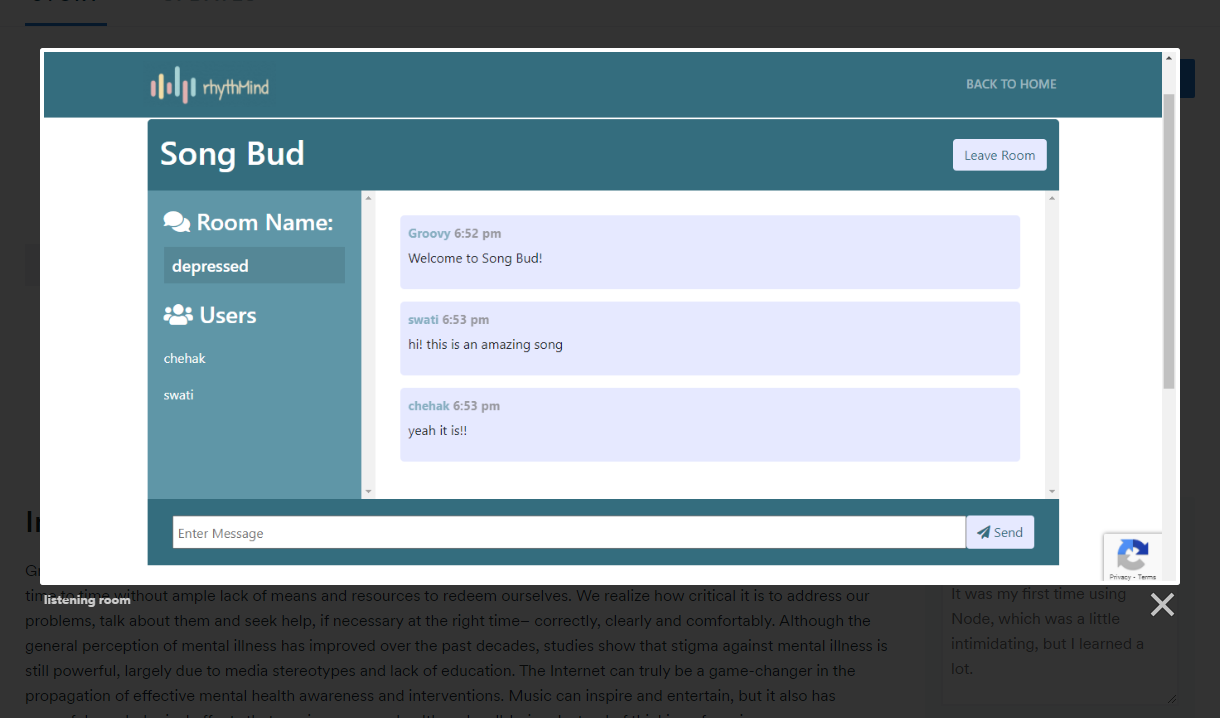 rhythMind
BACK TO HOME
Song Bud
Leave Room
Room Name:
depressed
Users
chehak
swati
Groovy 6:52 pm
Welcome to Song Bud!
swati 6:53 pm
hi! this is an amazing song
chehak 6:53 pm
yeah it is!!
Enter Message
Send
Privacy - Terms
listening room
time to time without ample lack of means and resources to redeem ourselves. We realize how critical it is to address our
problems, talk about them and seek help, if necessary at the right time– correctly, clearly and comfortably. Although the
general perception of mental illness has improved over the past decades, studies show that stigma against mental illness is
still powerful, largely due to media stereotypes and lack of education. The Internet can truly be a game-changer in the
propagation of effective mental health awareness and interventions. Music can inspire and entertain, but it also has
It was my first time using
Node, which was a little
intimidating, but I learned a
lot.